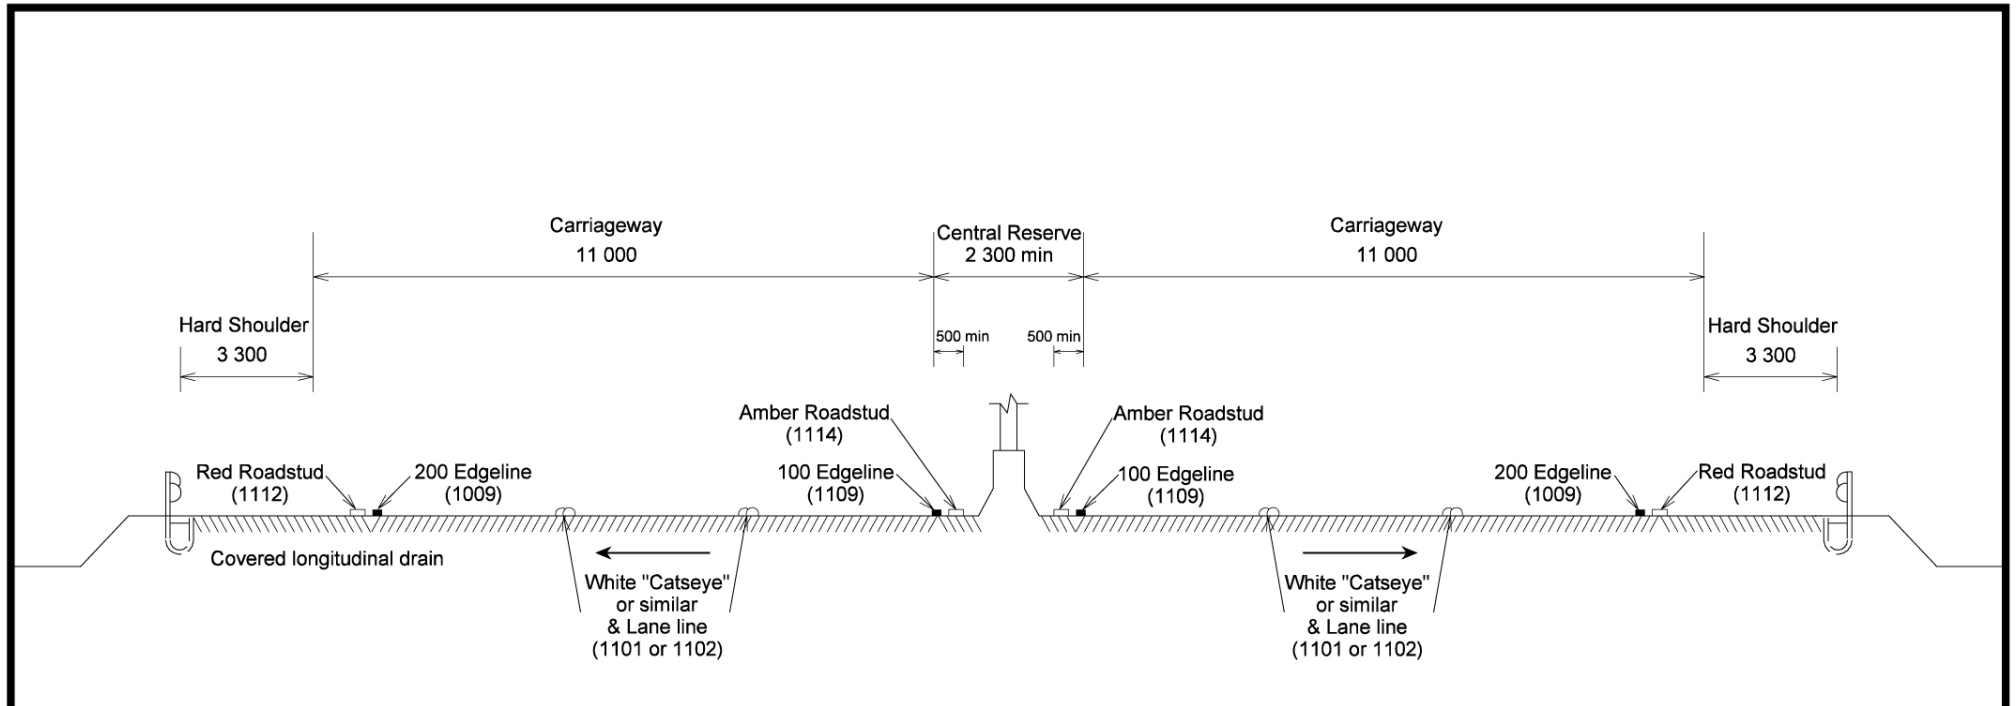 Carriageway
11 000
Central Reserve
2 300 min
Carriageway
11 000
Hard Shoulder
3 300
500 min
500 min
Hard Shoulder
3 300
Amber Roadstud
(1114)
Amber Roadstud
(1114)
Red Roadstud
(1112)
200 Edgeline
(1009)
100 Edgeline
(1109)
100 Edgeline
(1109)
200 Edgeline
(1009)
Red Roadstud
(1112)
Covered longitudinal drain
White "Catseye"
or similar
& Lane line
(1101 or 1102)
White "Catseye"
or similar
& Lane line
(1101 or 1102)